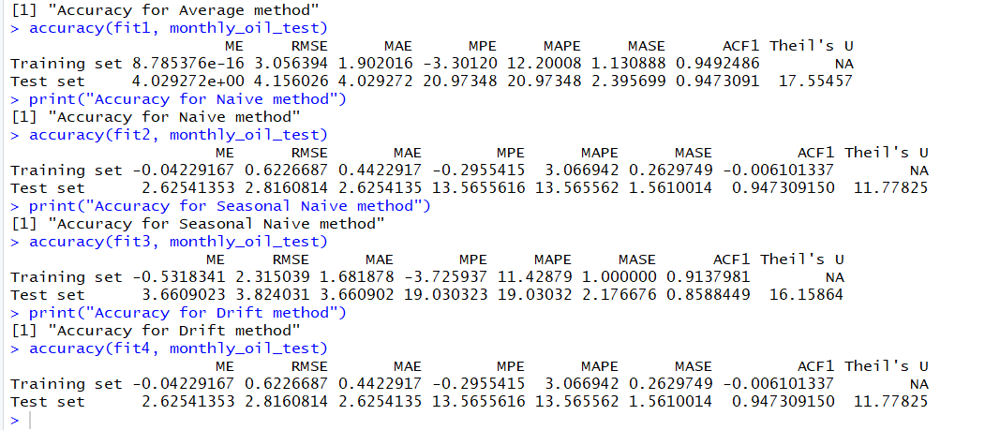 [1] "Accuracy for Average method"
> accuracy(fit1, monthly_oil_test)
ME RMSE MAE MPE MAPE MASE ACF1 Theil's U
Training set 8.785376e-16 3.056394 1.902016 -3.30120 12.20008 1.130888 0.9492486 NA
Test set 4.029272e+00 4.156026 4.029272 20.97348 20.97348 2.395699 0.9473091 17.55457
> print("Accuracy for Naive method")
[1] "Accuracy for Naive method"
> accuracy(fit2, monthly_oil_test)
ME RMSE MAE MPE MAPE MASE ACF1 Theil's U
Training set -0.04229167 0.6226687 0.4422917 -0.2955415 3.066942 0.2629749 -0.006101337 NA
Test set 2.62541353 2.8160814 2.6254135 13.5655616 13.565562 1.5610014 0.947309150 11.77825
> print("Accuracy for Seasonal Naive method")
[1] "Accuracy for Seasonal Naive method"
> accuracy(fit3, monthly_oil_test)
ME RMSE MAE MPE MAPE MASE ACF1 Theil's U
Training set -0.5318341 2.315039 1.681878 -3.725937 11.42879 1.000000 0.9137981 NA
Test set 3.6609023 3.824031 3.660902 19.030323 19.03032 2.176676 0.8588449 16.15864
> print("Accuracy for Drift method")
[1] "Accuracy for Drift method"
> accuracy(fit4, monthly_oil_test)
ME RMSE MAE MPE MAPE MASE ACF1 Theil's U
Training set -0.04229167 0.6226687 0.4422917 -0.2955415 3.066942 0.2629749 -0.006101337 NA
Test set 2.62541353 2.8160814 2.6254135 13.5655616 13.565562 1.5610014 0.947309150 11.77825
>